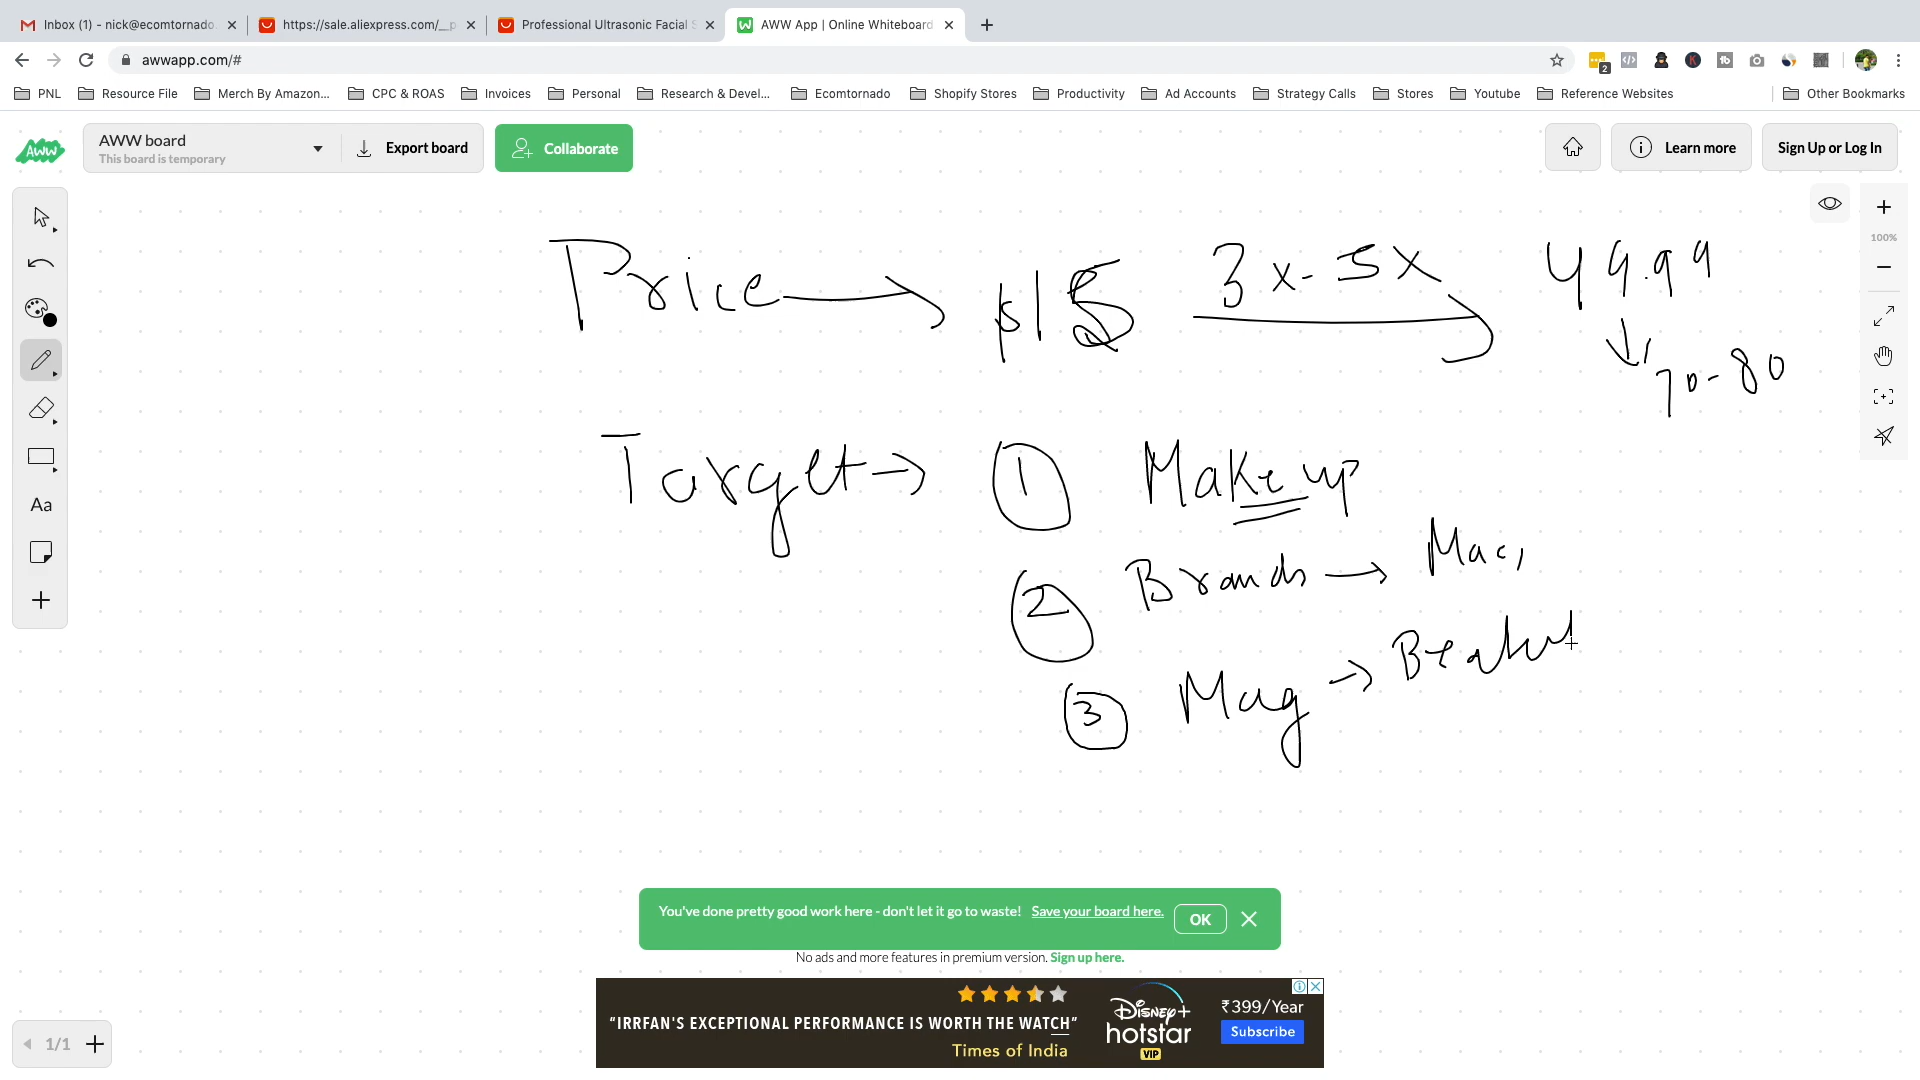 Inbox (1) - nick@ecomtornado.
https://sale.aliexpress.com/__p
Professional Ultrasonic Facial S
AWW App | Online Whiteboard
awwapp.com/#
2
PNL
Resource File
Merch By Amazon...
CPC & ROAS
Invoices
Personal
Research & Devel...
Ecomtornado
Shopify Stores
Productivity
Ad Accounts
Strategy Calls
Stores
Youtube
Reference Websites
Other Bookmarks
AWW
AWW board
This board is temporary
Export board
Collaborate
Learn more
Sign Up or Log In
100%
Aa
Price → $15 3x-5x 49.99
70-80
Target → 1 Makeup
2 Brands → Mac,
3 Mag → Beaut
You've done pretty good work here - don't let it go to waste! Save your board here. OK
No ads and more features in premium version. Sign up here.
"IRRFAN'S EXCEPTIONAL PERFORMANCE IS WORTH THE WATCH"
Times of India
Disney+
hotstar
VIP
₹399/Year
Subscribe
1/1